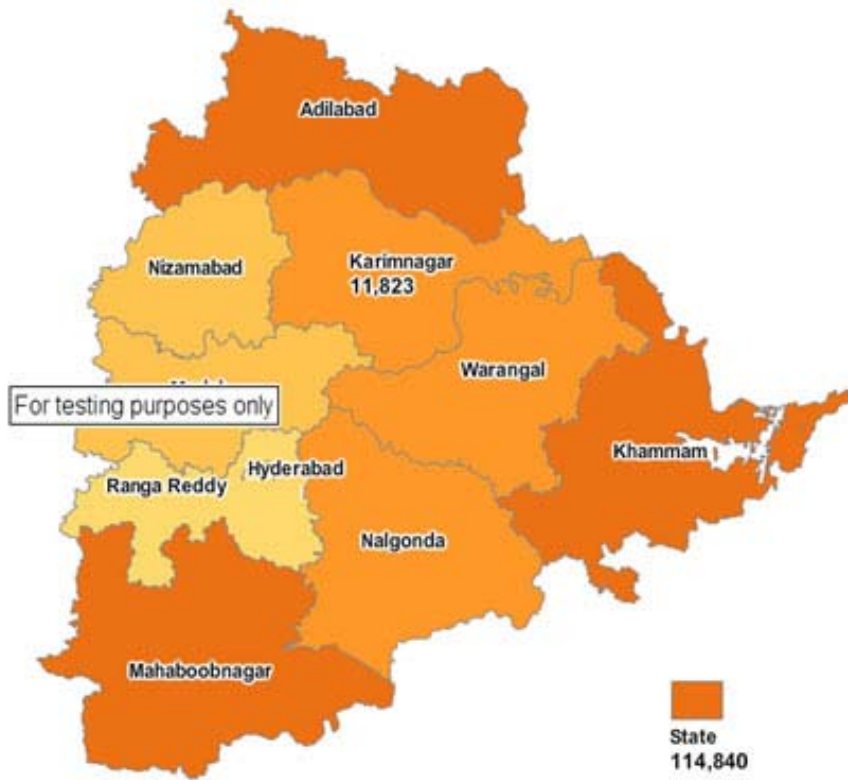 Adilabad
Nizamabad
Karimnagar
11,823
Warangal
For testing purposes only
Khammam
Hyderabad
Ranga Reddy
Nalgonda
Mahaboobnagar
State
114,840